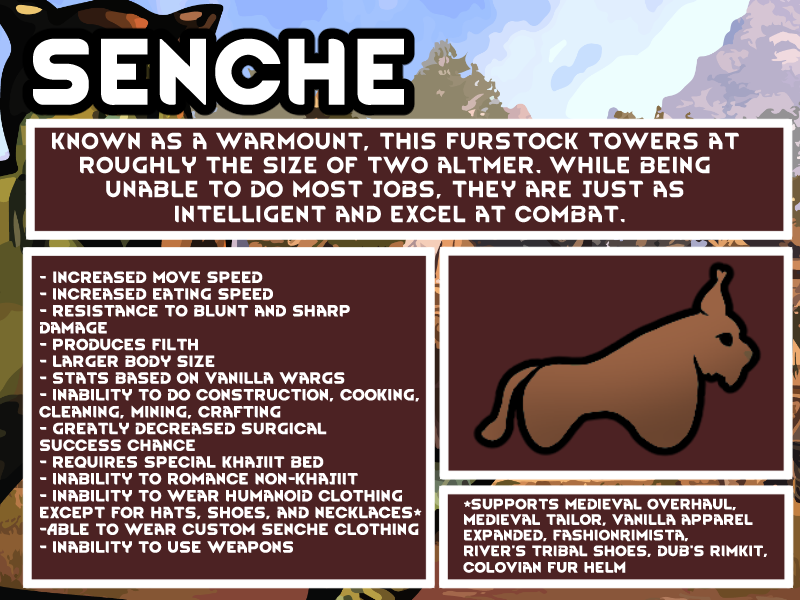 SENCHE
KNOWN AS A WARMOUNT, THIS FURSTOCK TOWERS AT
ROUGHLY THE SIZE OF TWO ALTMER. WHILE BEING
UNABLE TO DO MOST JOBS, THEY ARE JUST AS
INTELLIGENT AND EXCEL AT COMBAT.
- INCREASED MOVE SPEED
- INCREASED EATING SPEED
- RESISTANCE TO BLUNT AND SHARP
DAMAGE
- PRODUCES FILTH
- LARGER BODY SIZE
- STATS BASED ON VANILLA WARGS
- INABILITY TO DO CONSTRUCTION, COOKING,
CLEANING, MINING, CRAFTING
- GREATLY DECREASED SURGICAL
SUCCESS CHANCE
- REQUIRES SPECIAL KHAJIIT BED
- INABILITY TO ROMANCE NON-KHAJIIT
- INABILITY TO WEAR HUMANOID CLOTHING
EXCEPT FOR HATS, SHOES, AND NECKLACES*
-ABLE TO WEAR CUSTOM SENCHE CLOTHING
- INABILITY TO USE WEAPONS
*SUPPORTS MEDIEVAL OVERHAUL,
MEDIEVAL TAILOR, VANILLA APPAREL
EXPANDED, FASHIONRIMISTA,
RIVER'S TRIBAL SHOES, DUB'S RIMKIT,
COLOVIAN FUR HELM